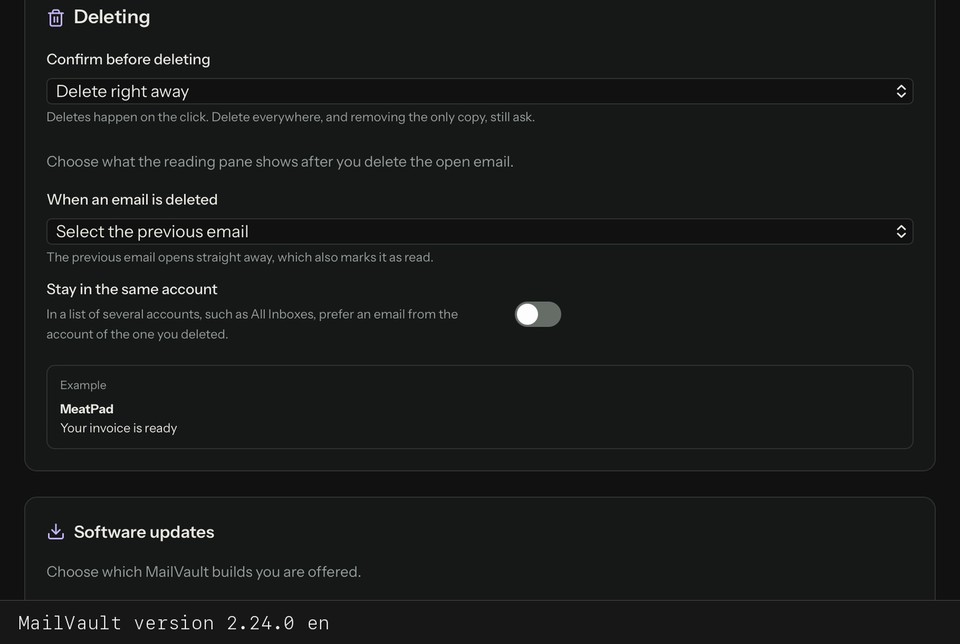 Deleting
Confirm before deleting
Delete right away
Deletes happen on the click. Delete everywhere, and removing the only copy, still ask.
Choose what the reading pane shows after you delete the open email.
When an email is deleted
Select the previous email
The previous email opens straight away, which also marks it as read.
Stay in the same account
In a list of several accounts, such as All Inboxes, prefer an email from the
account of the one you deleted.
Example
MeatPad
Your invoice is ready
Software updates
Choose which MailVault builds you are offered.
MailVault version 2.24.0 en